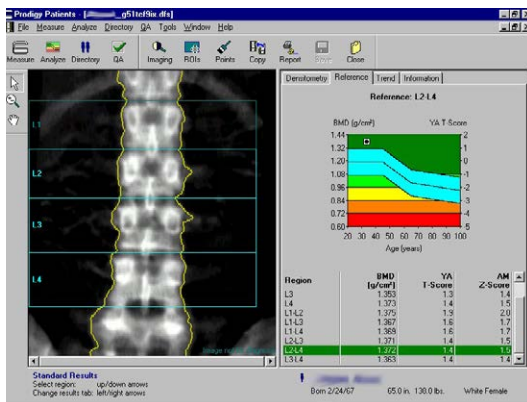 Prodigy Patients - [ _g51tef9ix.dfs]
File Measure Analyze Directory QA Tools Window Help
Measure Analyze Directory QA Imaging ROIs Points Copy Report Save Close
Densitometry Reference Trend Information
Reference: L2-L4
BMD (g/cm²) YA T-Score
1.44 2
1.32 1
1.20 0
1.08 -1
0.96 -2
0.84 -3
0.72 -4
0.60 -5
20 30 40 50 60 70 80 90 100
Age (years)
L1
L2
L3
L4
Image not for diagnosis
Region BMD (g/cm²) YA T-Score AM Z-Score
L3 1.353 1.3 1.4
L4 1.373 1.4 1.5
L1-L2 1.375 1.9 2.0
L1-L3 1.367 1.6 1.7
L1-L4 1.369 1.6 1.7
L2-L3 1.371 1.4 1.5
L2-L4 1.372 1.4 1.5
L3-L4 1.363 1.4 1.4
Standard Results
Select region: up/down arrows
Change results tab: left/right arrows
Born 2/24/67 65.0 in. 138.0 lbs. White Female